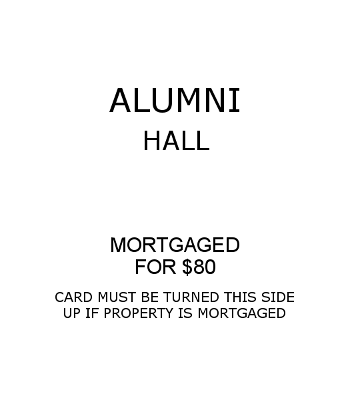 ALUMNI
HALL
MORTGAGED
FOR $80
CARD MUST BE TURNED THIS SIDE
UP IF PROPERTY IS MORTGAGED